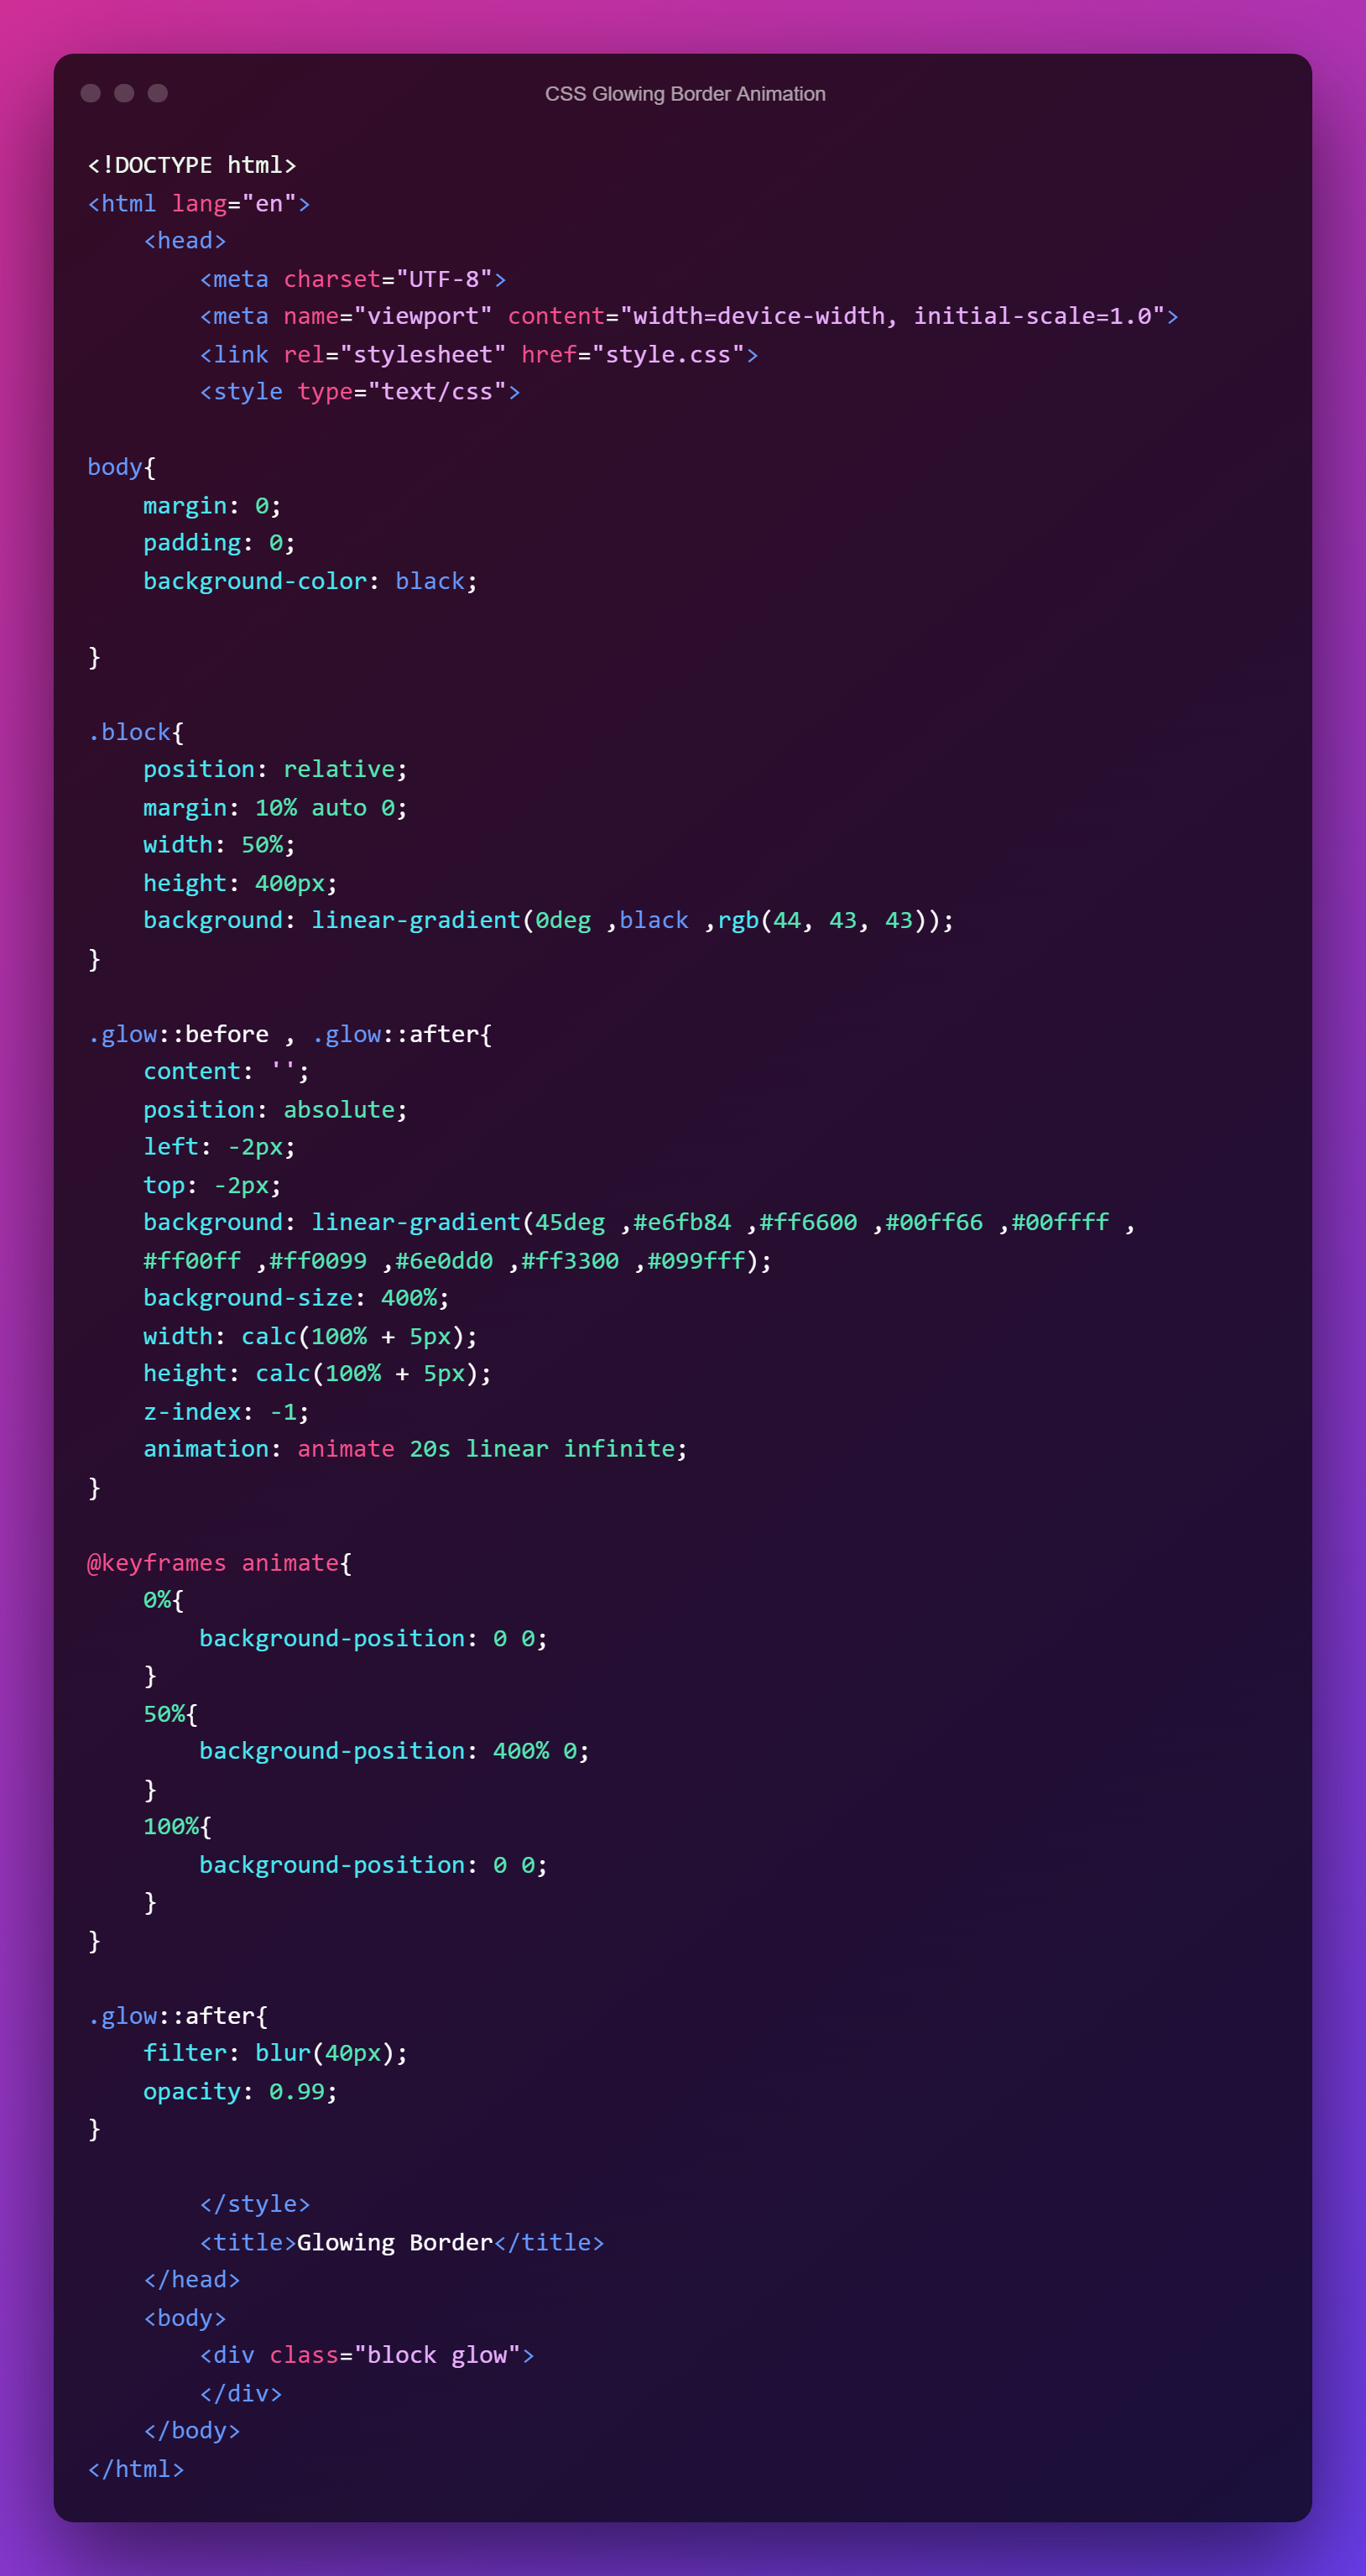 CSS Glowing Border Animation
<!DOCTYPE html>
<html lang="en">
    <head>
        <meta charset="UTF-8">
        <meta name="viewport" content="width=device-width, initial-scale=1.0">
        <link rel="stylesheet" href="style.css">
        <style type="text/css">

body{
    margin: 0;
    padding: 0;
    background-color: black;

}

.block{
    position: relative;
    margin: 10% auto 0;
    width: 50%;
    height: 400px;
    background: linear-gradient(0deg ,black ,rgb(44, 43, 43));
}

.glow::before , .glow::after{
    content: '';
    position: absolute;
    left: -2px;
    top: -2px;
    background: linear-gradient(45deg ,#e6fb84 ,#ff6600 ,#00ff66 ,#00ffff ,
    #ff00ff ,#ff0099 ,#6e0dd0 ,#ff3300 ,#099fff);
    background-size: 400%;
    width: calc(100% + 5px);
    height: calc(100% + 5px);
    z-index: -1;
    animation: animate 20s linear infinite;
}

@keyframes animate{
    0%{
        background-position: 0 0;
    }
    50%{
        background-position: 400% 0;
    }
    100%{
        background-position: 0 0;
    }
}

.glow::after{
    filter: blur(40px);
    opacity: 0.99;
}

        </style>
        <title>Glowing Border</title>
    </head>
    <body>
        <div class="block glow">
        </div>
    </body>
</html>